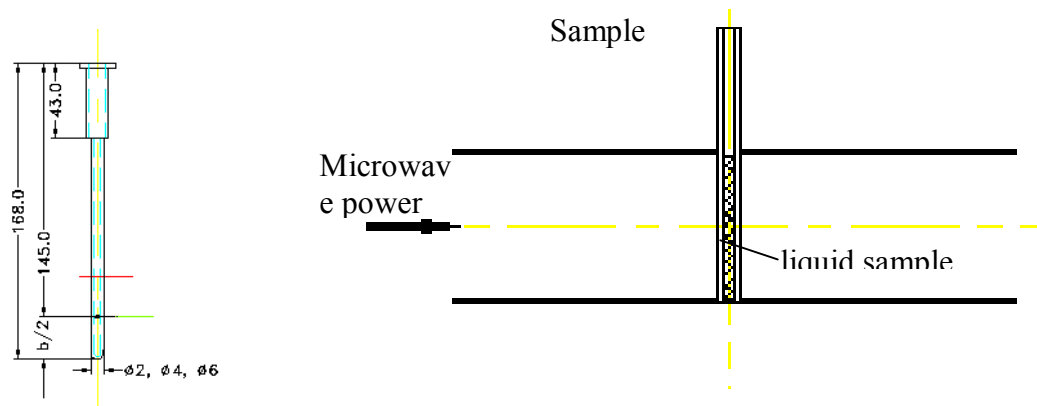 43.0
168.0
145.0
b/2
ø2, ø4, ø6
Sample
Microwav
e power
liquid sample